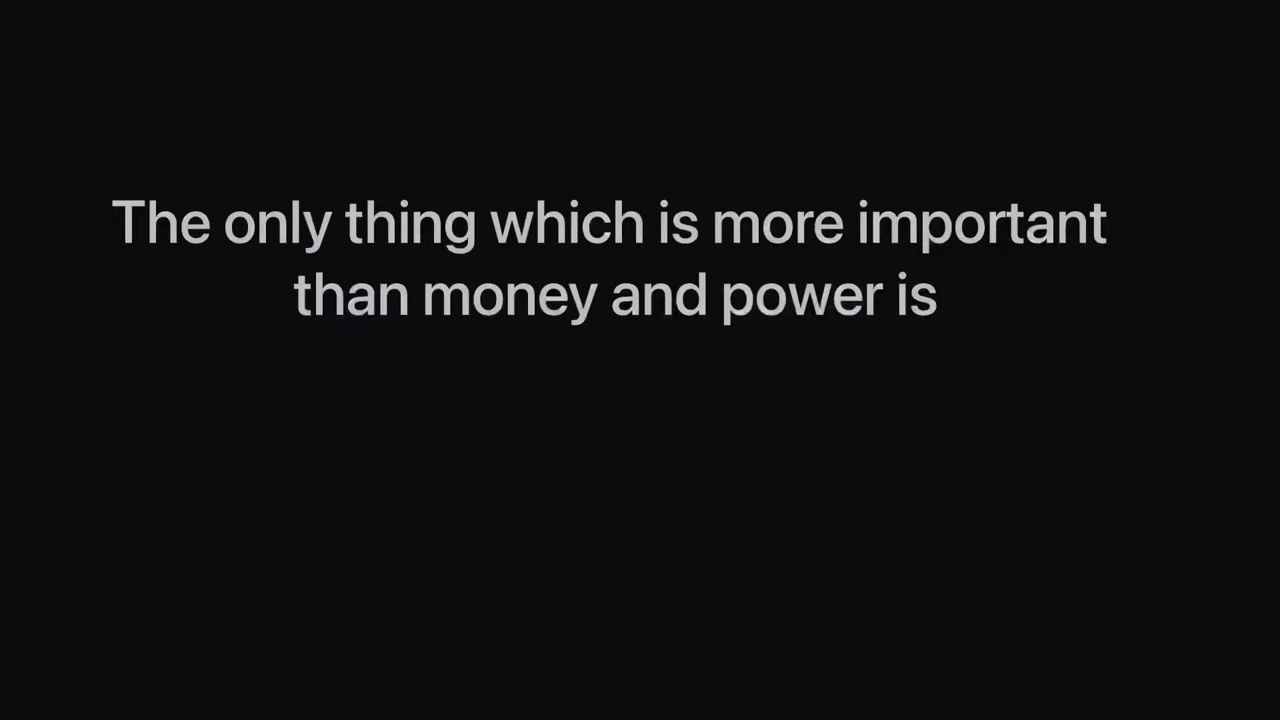 The only thing which is more important
than money and power is